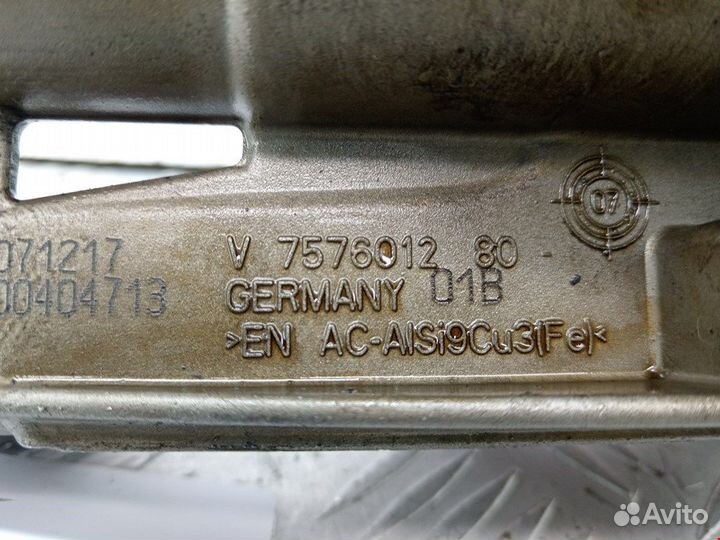 07
071217
00404713
V 7576012 80
GERMANY 01B
>EN AC-AlSi9Cu3(Fe)<
Avito